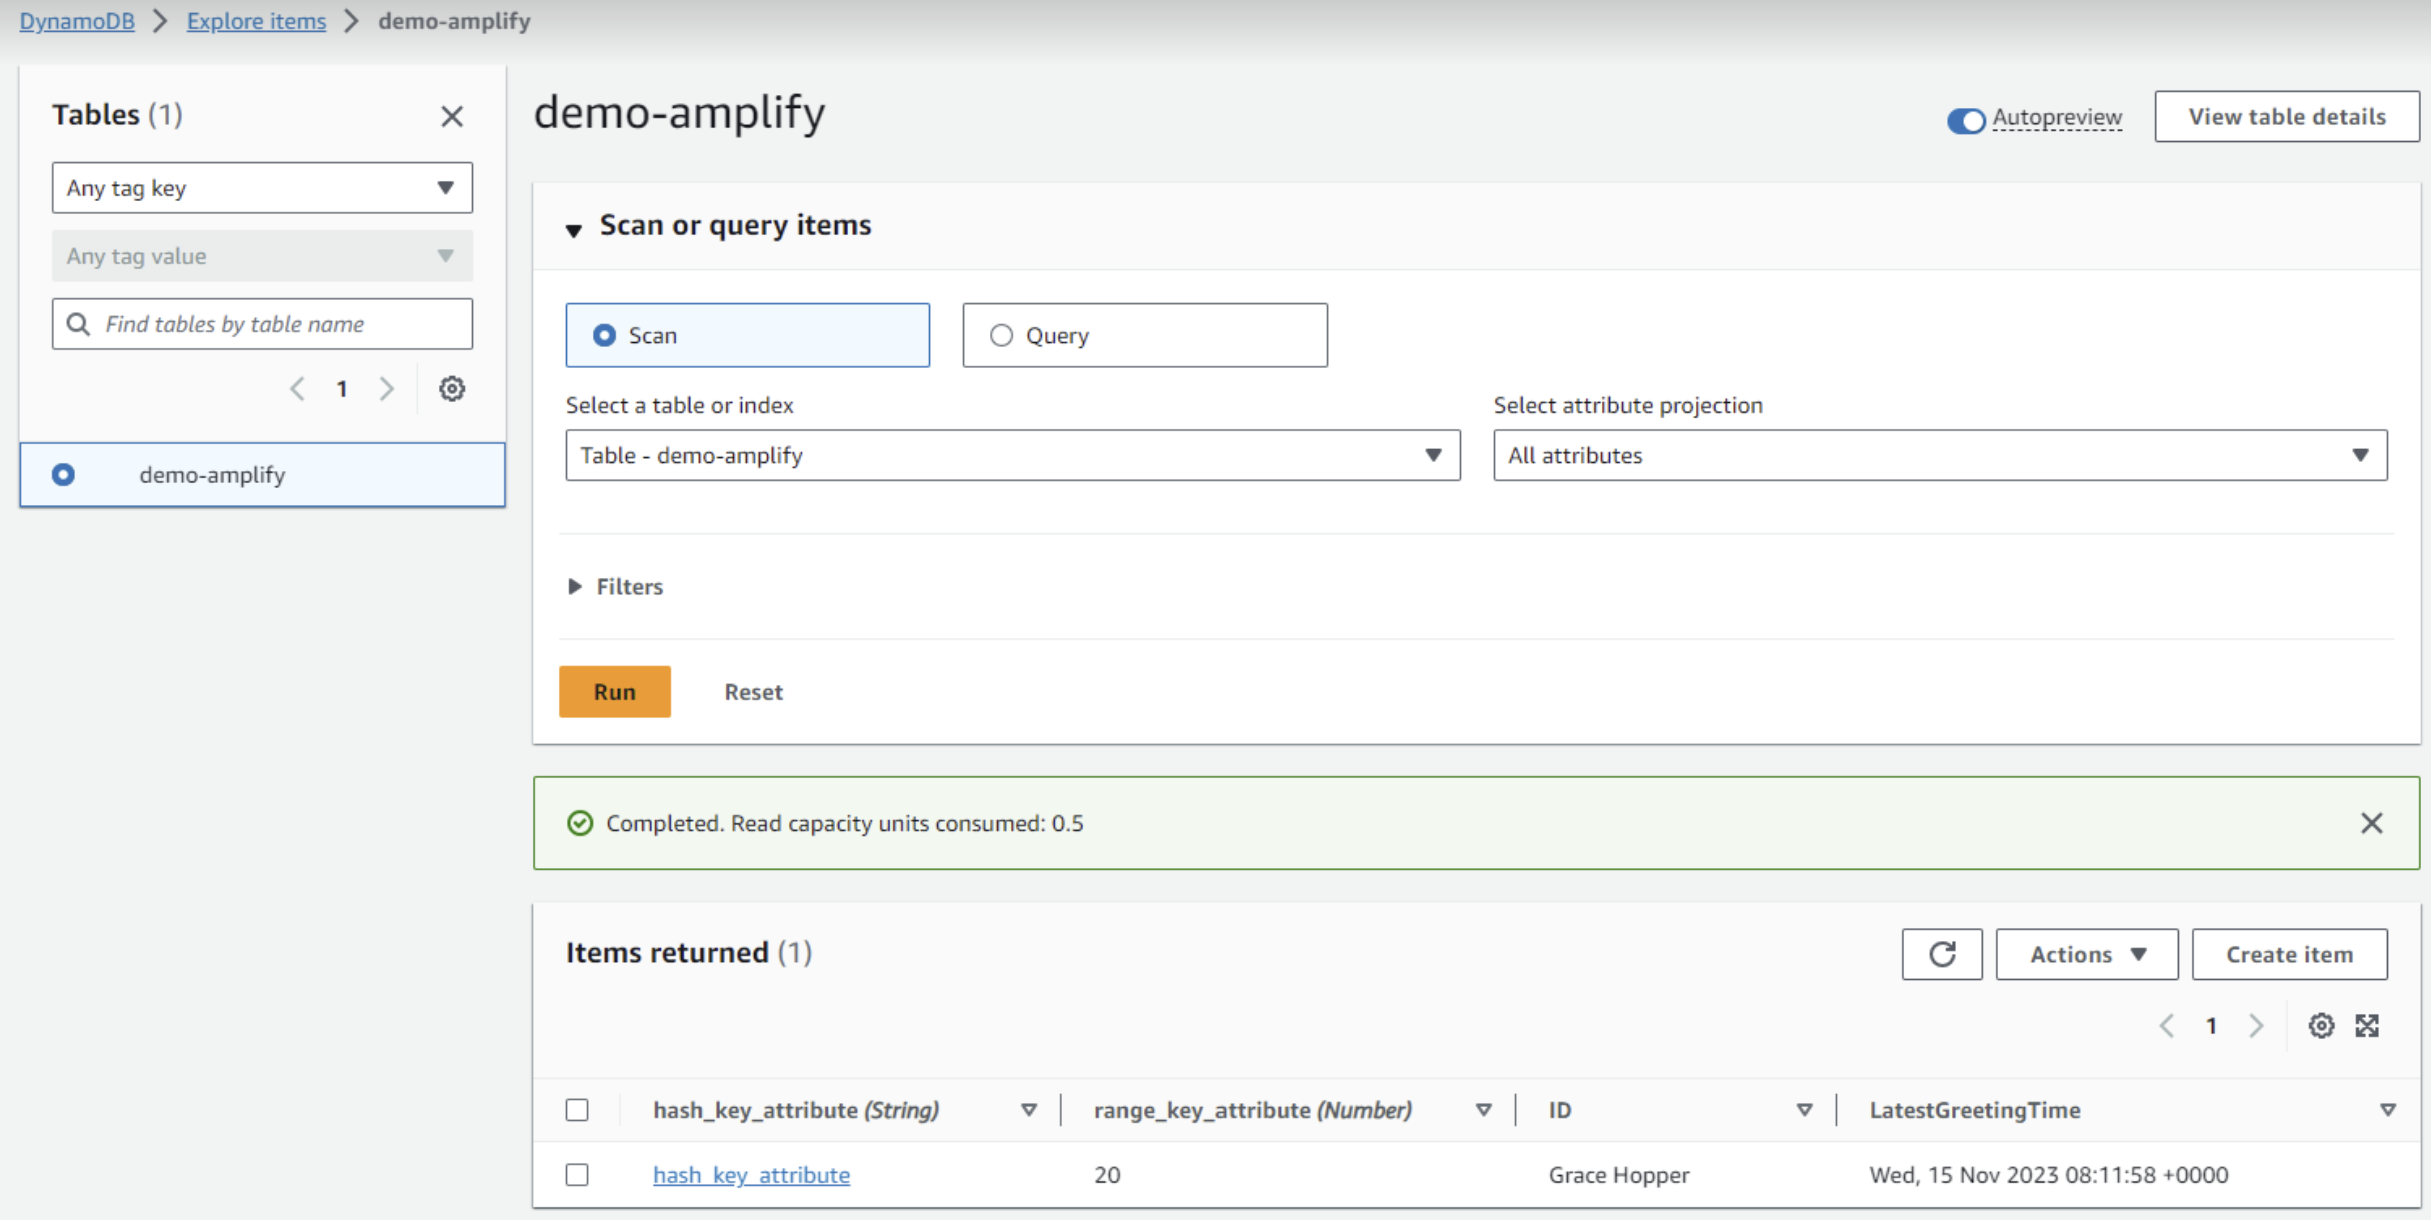 DynamoDB > Explore items > demo-amplify
Tables (1)
Any tag key
Any tag value
Find tables by table name
1
demo-amplify
demo-amplify
Autopreview
View table details
Scan or query items
Scan
Query
Select a table or index
Select attribute projection
Table - demo-amplify
All attributes
Filters
Run
Reset
Completed. Read capacity units consumed: 0.5
Items returned (1)
Actions
Create item
1
hash_key_attribute (String)
range_key_attribute (Number)
ID
LatestGreetingTime
hash_key_attribute
20
Grace Hopper
Wed, 15 Nov 2023 08:11:58 +0000